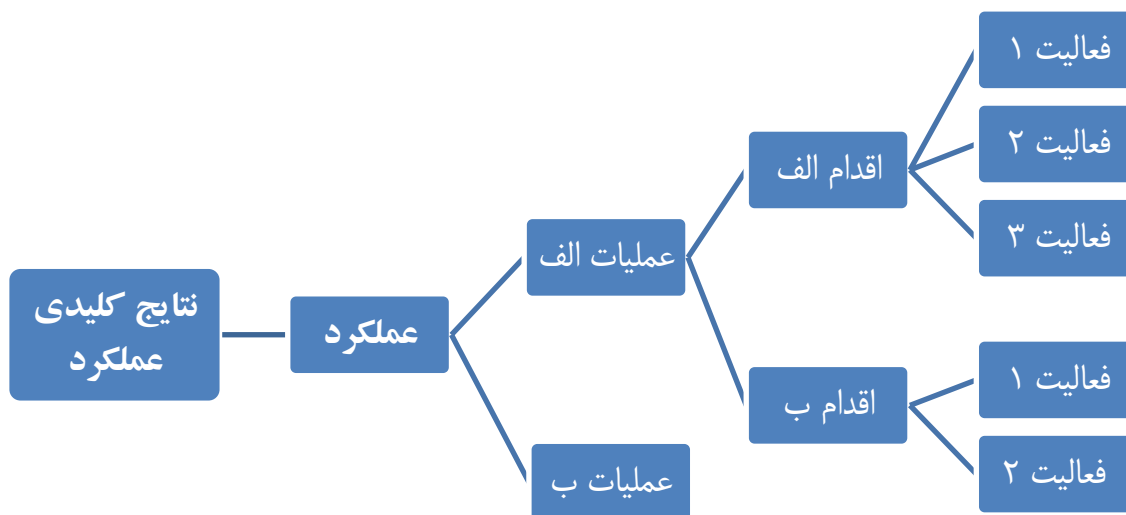 فعالیت ۱
فعالیت ۲
اقدام الف
فعالیت ۳
عملیات الف
نتایج کلیدی
عملکرد
عملکرد
فعالیت ۱
اقدام ب
فعالیت ۲
عملیات ب